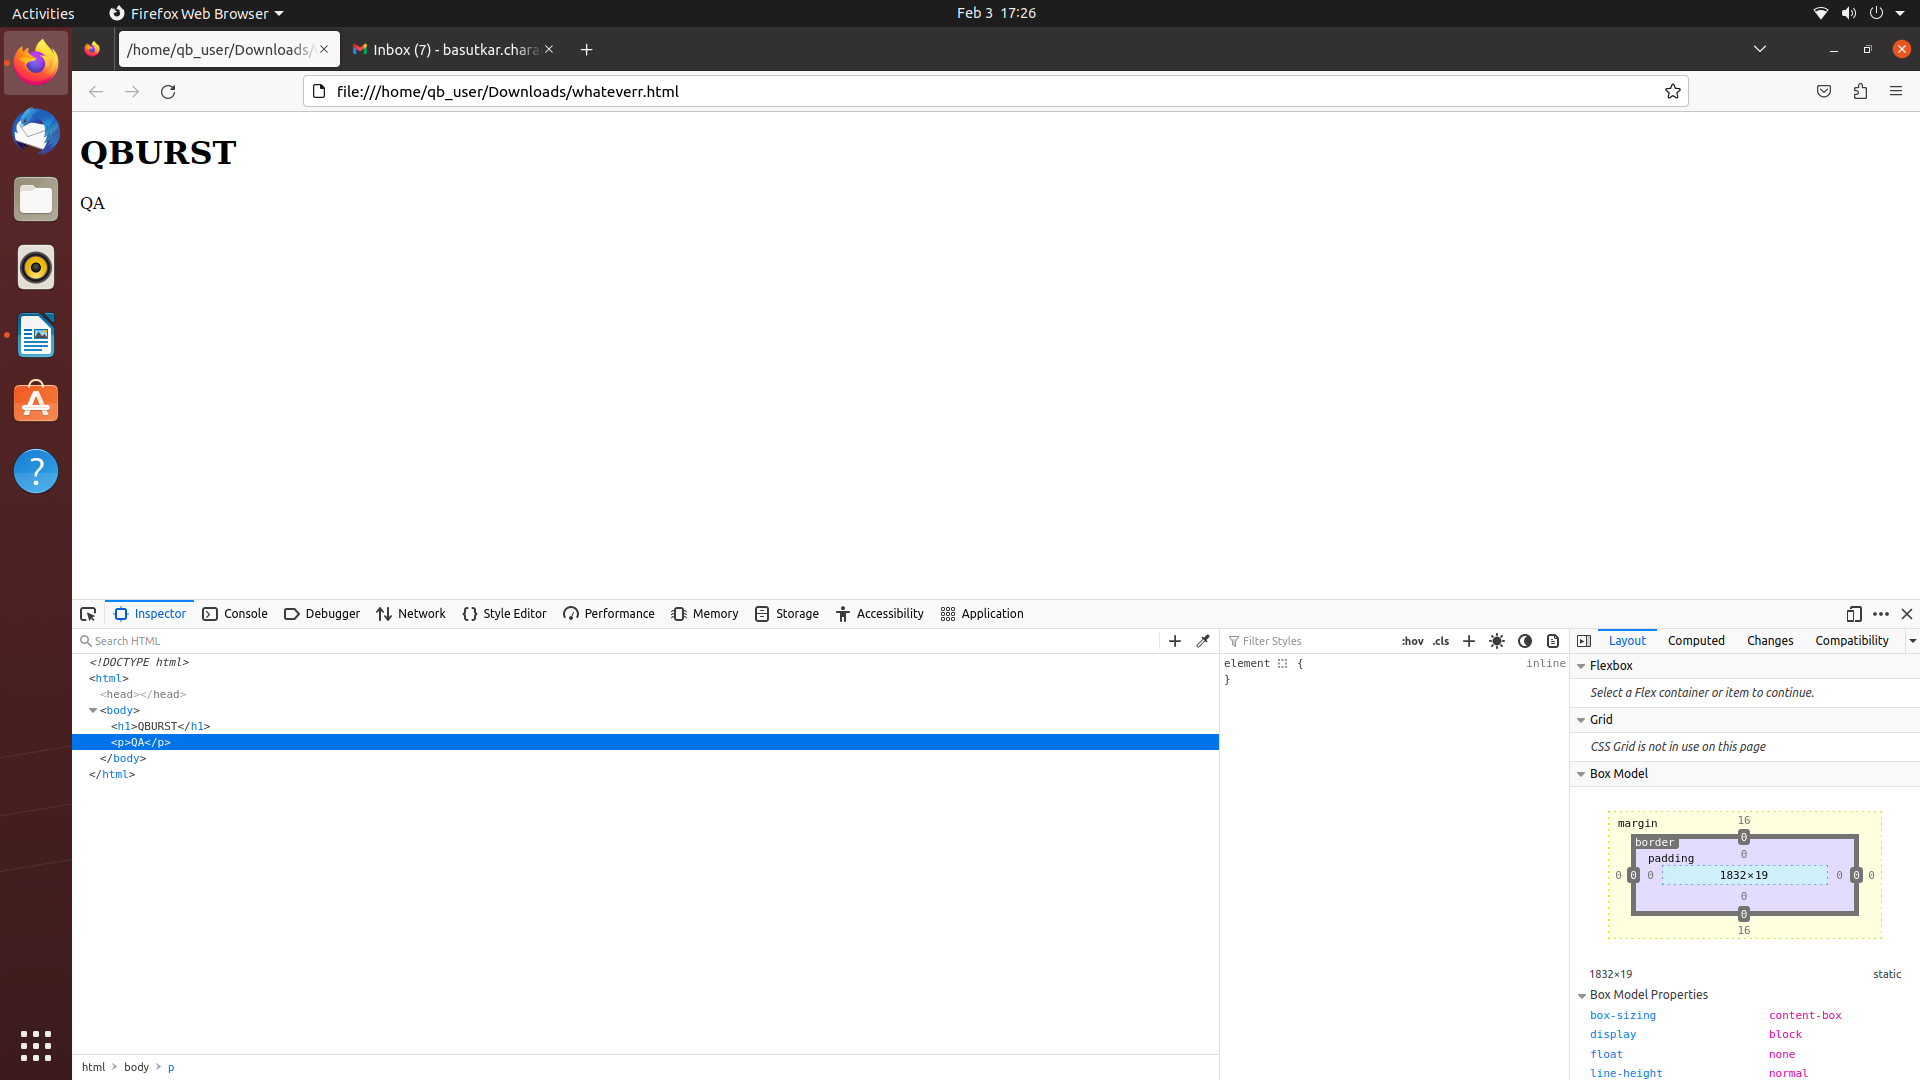 Activities
Firefox Web Browser
Feb 3 17:26
/home/qb_user/Downloads/
Inbox (7) - basutkar.chara
file:///home/qb_user/Downloads/whateverr.html
QBURST
QA
Inspector
Console
Debugger
Network
Style Editor
Performance
Memory
Storage
Accessibility
Application
Search HTML
Filter Styles
:hov .cls
Layout
Computed
Changes
Compatibility
<!DOCTYPE html>
<html>
<head></head>
<body>
<h1>QBURST</h1>
<p>QA</p>
</body>
</html>
element {
inline
}
Flexbox
Select a Flex container or item to continue.
Grid
CSS Grid is not in use on this page
Box Model
margin
16
border
0
padding
0
0 0 0
1832×19
0 0 0
0
0
16
1832×19
static
Box Model Properties
box-sizing content-box
display block
float none
line-height normal
html > body > p